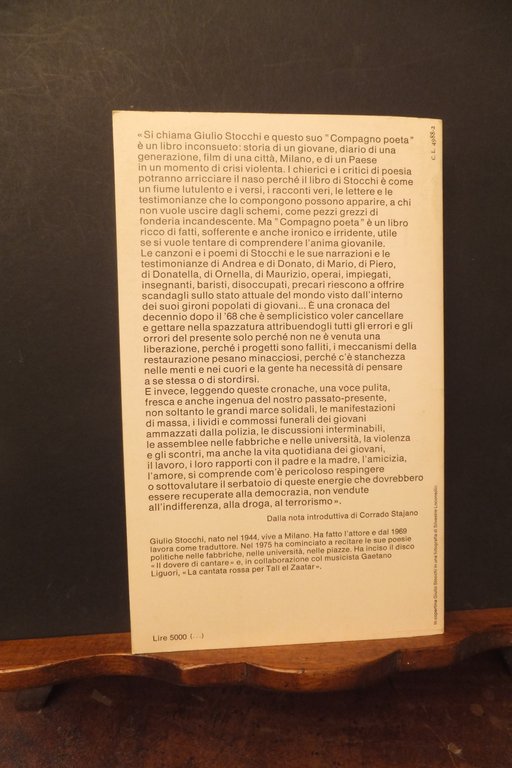 C. L. 4988-2
«Si chiama Giulio Stocchi e questo suo "Compagno poeta"
è un libro inconsueto: storia di un giovane, diario di una
generazione, film di una città, Milano, e di un Paese
in un momento di crisi violenta. I chierici e i critici di poesia
potranno arricciare il naso perché il libro di Stocchi è come
un fiume lutulento e i versi, i racconti veri, le lettere e le
testimonianze che lo compongono possono apparire, a chi
non vuole uscire dagli schemi, come pezzi grezzi di
fonderia incandescente. Ma "Compagno poeta" è un libro
ricco di fatti, sofferente e anche ironico e irridente, utile
se si vuole tentare di comprendere l'anima giovanile.
Le canzoni e i poemi di Stocchi e le sue narrazioni e le
testimonianze di Andrea e di Donato, di Mario, di Piero,
di Donatella, di Ornella, di Maurizio, operai, impiegati,
insegnanti, baristi, disoccupati, precari riescono a offrire
scandagli sullo stato attuale del mondo visto dall'interno
dei suoi gironi popolati di giovani... È una cronaca del
decennio dopo il '68 che è semplicistico voler cancellare
e gettare nella spazzatura attribuendogli tutti gli errori e gli
orrori del presente solo perché non ne è venuta una
liberazione, perché i progetti sono falliti, i meccanismi della
restaurazione pesano minacciosi, perché c'è stanchezza
nelle menti e nei cuori e la gente ha necessità di pensare
a se stessa o di stordirsi.
E invece, leggendo queste cronache, una voce pulita,
fresca e anche ingenua del nostro passato-presente,
non soltanto le grandi marce solidali, le manifestazioni
di massa, i lividi e commossi funerali dei giovani
ammazzati dalla polizia, le discussioni interminabili,
le assemblee nelle fabbriche e nelle università, la violenza
e gli scontri, ma anche la vita quotidiana dei giovani,
il lavoro, i loro rapporti con il padre e la madre, l'amicizia,
l'amore, si comprende com'è pericoloso respingere
o sottovalutare il serbatoio di queste energie che dovrebbero
essere recuperate alla democrazia, non vendute
all'indifferenza, alla droga, al terrorismo».
Dalla nota introduttiva di Corrado Stajano
Giulio Stocchi, nato nel 1944, vive a Milano. Ha fatto l'attore e dal 1969
lavora come traduttore. Nel 1975 ha cominciato a recitare le sue poesie
politiche nelle fabbriche, nelle università, nelle piazze. Ha inciso il disco
«Il dovere di cantare» e, in collaborazione col musicista Gaetano
Liguori, «La cantata rossa per Tall el Zaatar».
In copertina Giulio Stocchi in una fotografia di Silvestre
Lire 5000 (...)